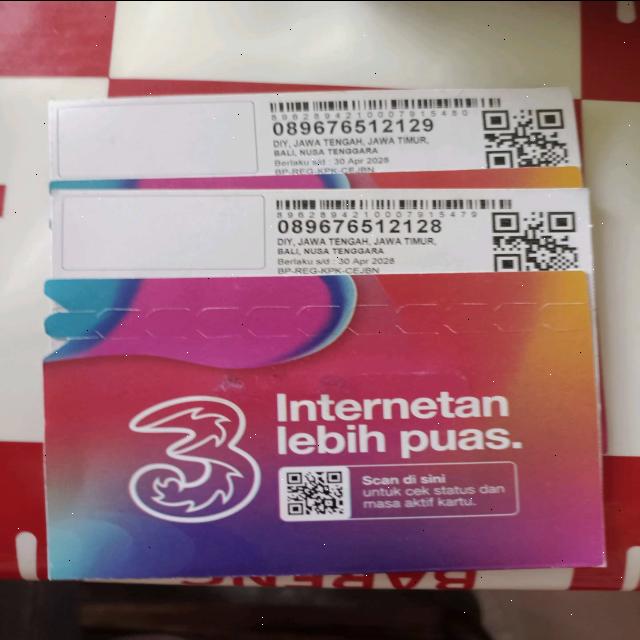 8962894210007915480
089676512129
DIY, JAWA TENGAH, JAWA TIMUR,
BALI, NUSA TENGGARA
Berlaku s/d : 30 Apr 2028
BP-REG-KPK-CEJBN
8962894210007915479
089676512128
DIY, JAWA TENGAH, JAWA TIMUR,
BALI, NUSA TENGGARA
Berlaku s/d : 30 Apr 2028
BP-REG-KPK-CEJBN
3
Internetan
lebih puas.
Scan di sini
untuk cek status dan
masa aktif kartu.
BARENG